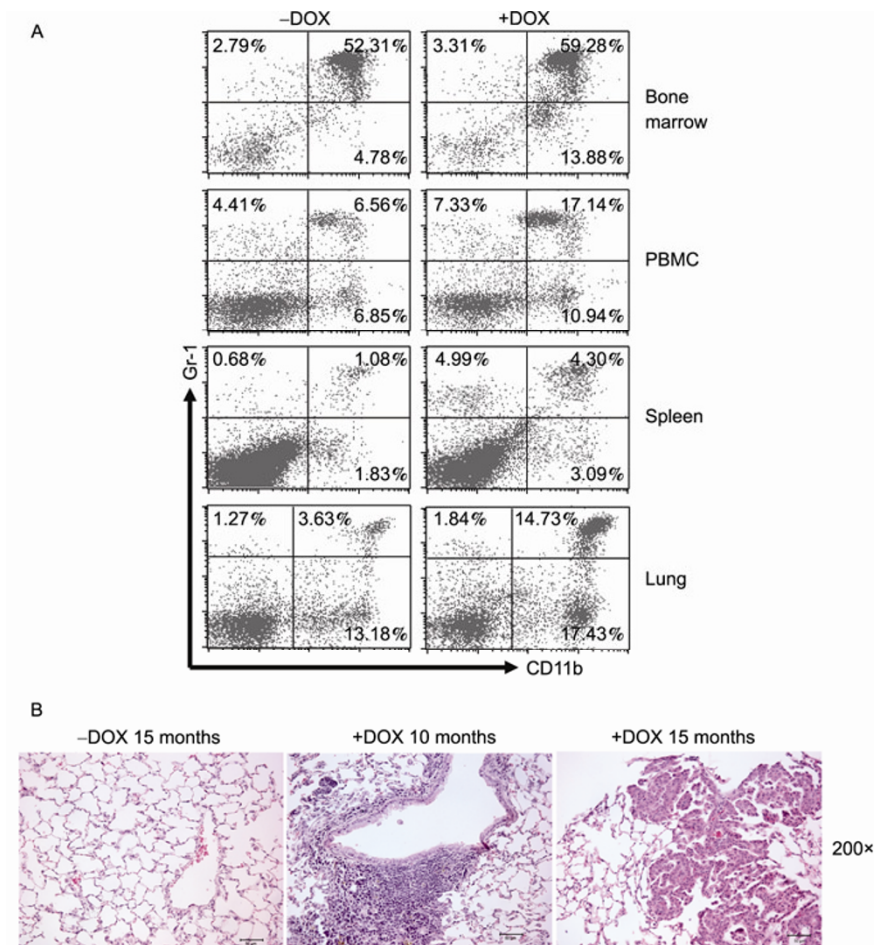 A
–DOX
+DOX
2.79% 52.31%
4.78%
3.31% 59.28%
13.88%
Bone
marrow
4.41% 6.56%
6.85%
7.33% 17.14%
10.94%
PBMC
0.68% 1.08%
1.83%
4.99% 4.30%
3.09%
Spleen
1.27% 3.63%
13.18%
1.84% 14.73%
17.43%
Lung
Gr-1
CD11b
B
–DOX 15 months
+DOX 10 months
+DOX 15 months
200×